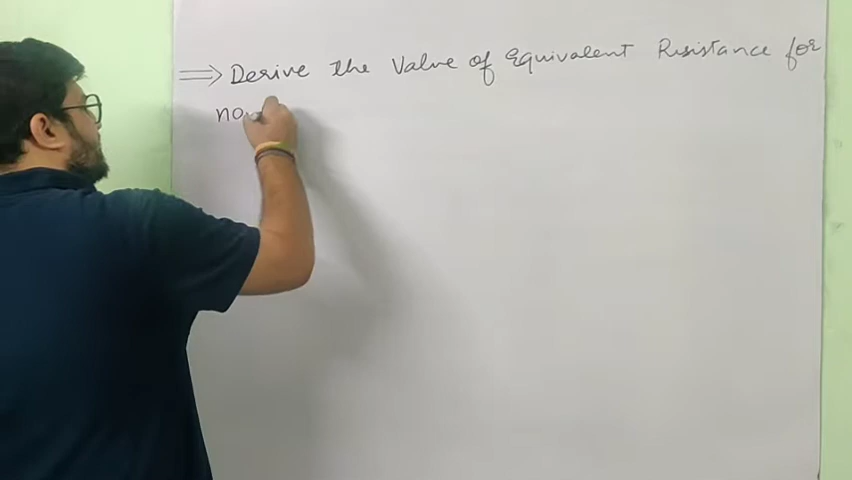 ⇒ Derive the Value of Equivalent Resistance for
no